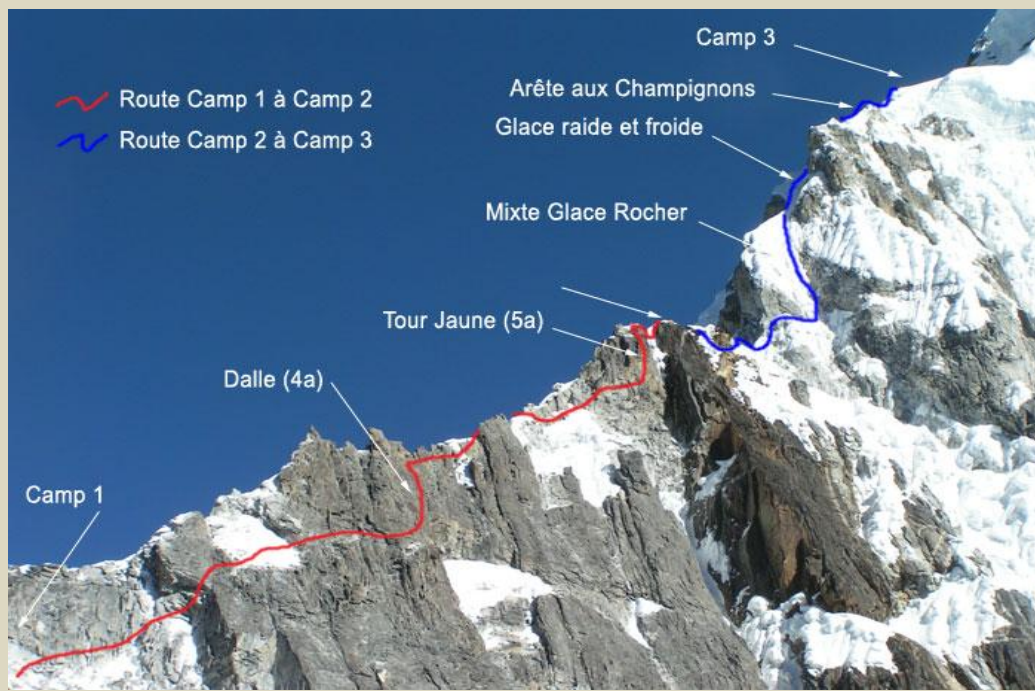 Camp 3
Route Camp 1 à Camp 2
Arête aux Champignons
Route Camp 2 à Camp 3
Glace raide et froide
Mixte Glace Rocher
Tour Jaune (5a)
Dalle (4a)
Camp 1